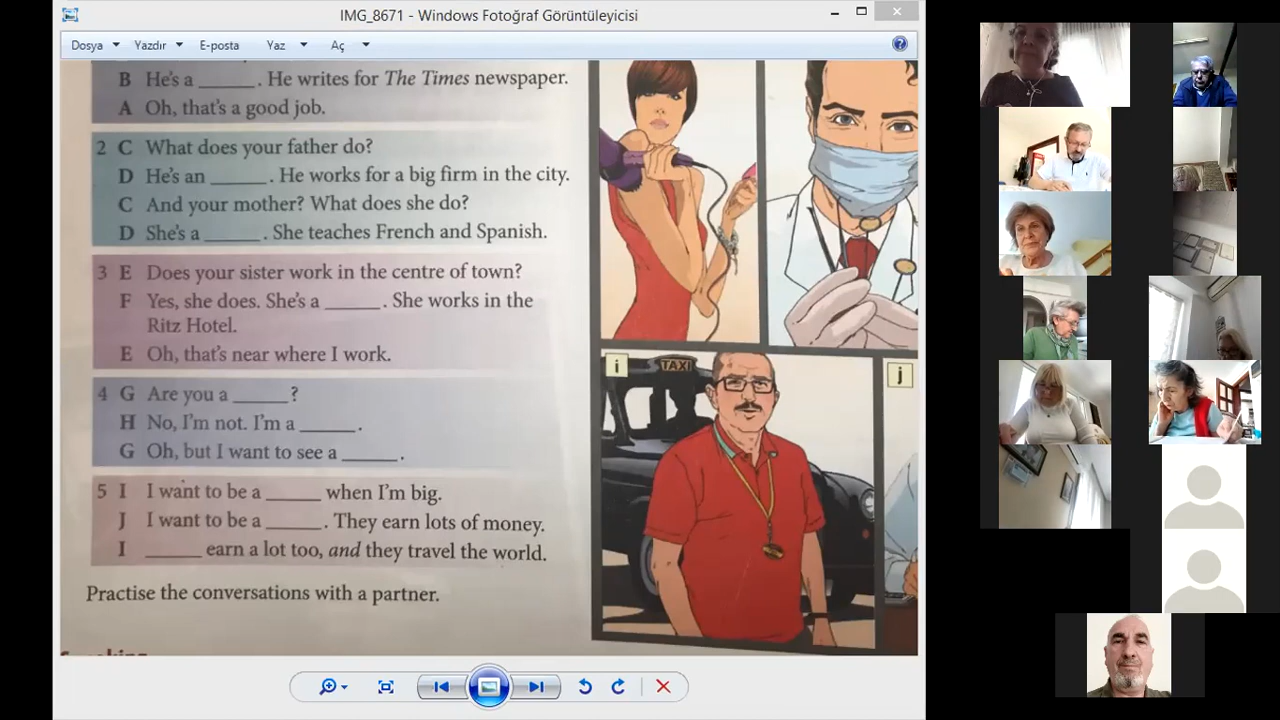 IMG_8671 - Windows Fotoğraf Görüntüleyicisi
Dosya Yazdır E-posta Yaz Aç
B He's a ______. He writes for The Times newspaper.
A Oh, that's a good job.
2 C What does your father do?
D He's an ______. He works for a big firm in the city.
C And your mother? What does she do?
D She's a ______. She teaches French and Spanish.
3 E Does your sister work in the centre of town?
F Yes, she does. She's a ______. She works in the
Ritz Hotel.
E Oh, that's near where I work.
4 G Are you a ______?
H No, I'm not. I'm a ______.
G Oh, but I want to see a ______.
5 I I want to be a ______ when I'm big.
J I want to be a ______. They earn lots of money.
I ______ earn a lot too, and they travel the world.
Practise the conversations with a partner.
i
TAXI
j